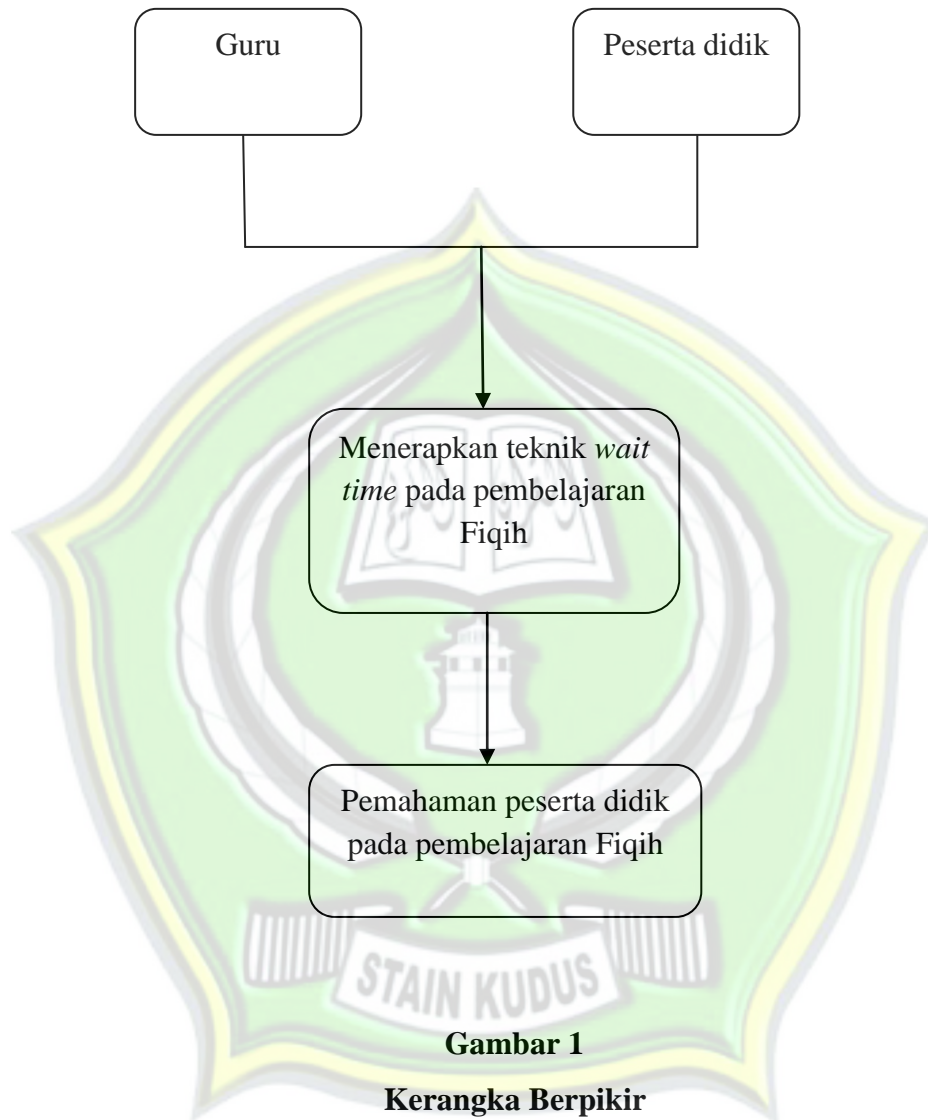 Guru
Peserta didik
Menerapkan teknik wait
time pada pembelajaran
Fiqih
Pemahaman peserta didik
pada pembelajaran Fiqih
STAIN KUDUS
Gambar 1
Kerangka Berpikir